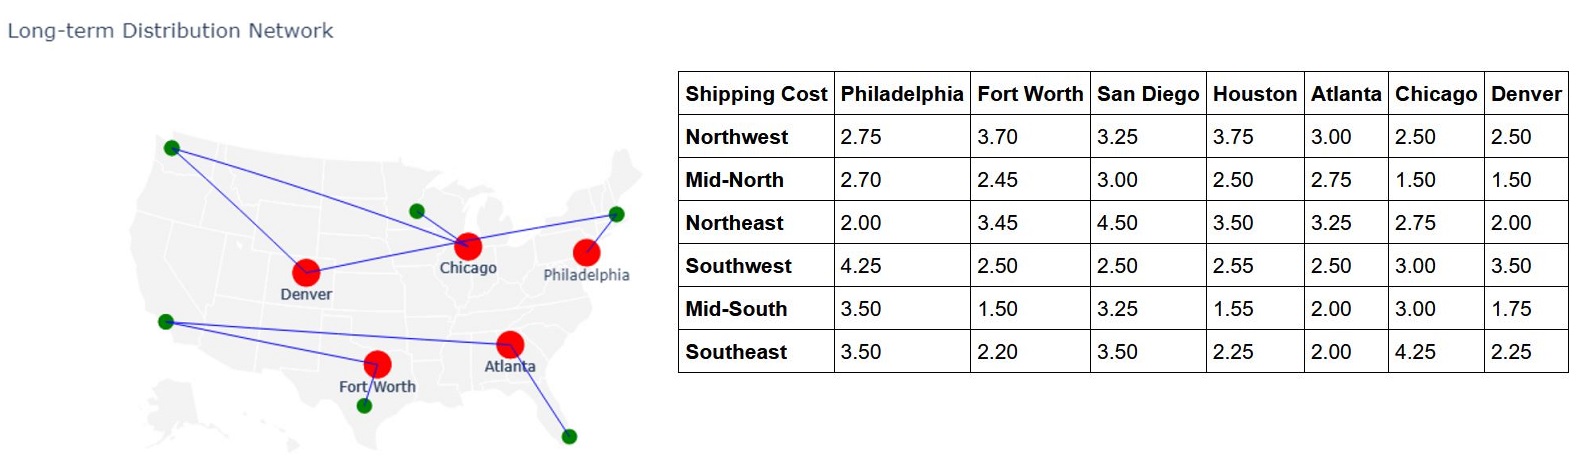 Long-term Distribution Network
Chicago
Philadelphia
Denver
Atlanta
Fort Worth
Shipping Cost Philadelphia Fort Worth San Diego Houston Atlanta Chicago Denver
Northwest 2.75 3.70 3.25 3.75 3.00 2.50 2.50
Mid-North 2.70 2.45 3.00 2.50 2.75 1.50 1.50
Northeast 2.00 3.45 4.50 3.50 3.25 2.75 2.00
Southwest 4.25 2.50 2.50 2.55 2.50 3.00 3.50
Mid-South 3.50 1.50 3.25 1.55 2.00 3.00 1.75
Southeast 3.50 2.20 3.50 2.25 2.00 4.25 2.25